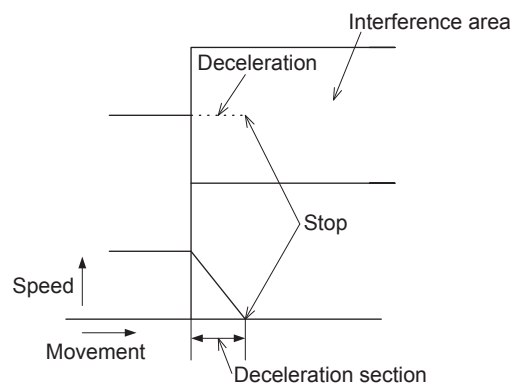 Interference area
Deceleration
Stop
Speed
Movement
Deceleration section